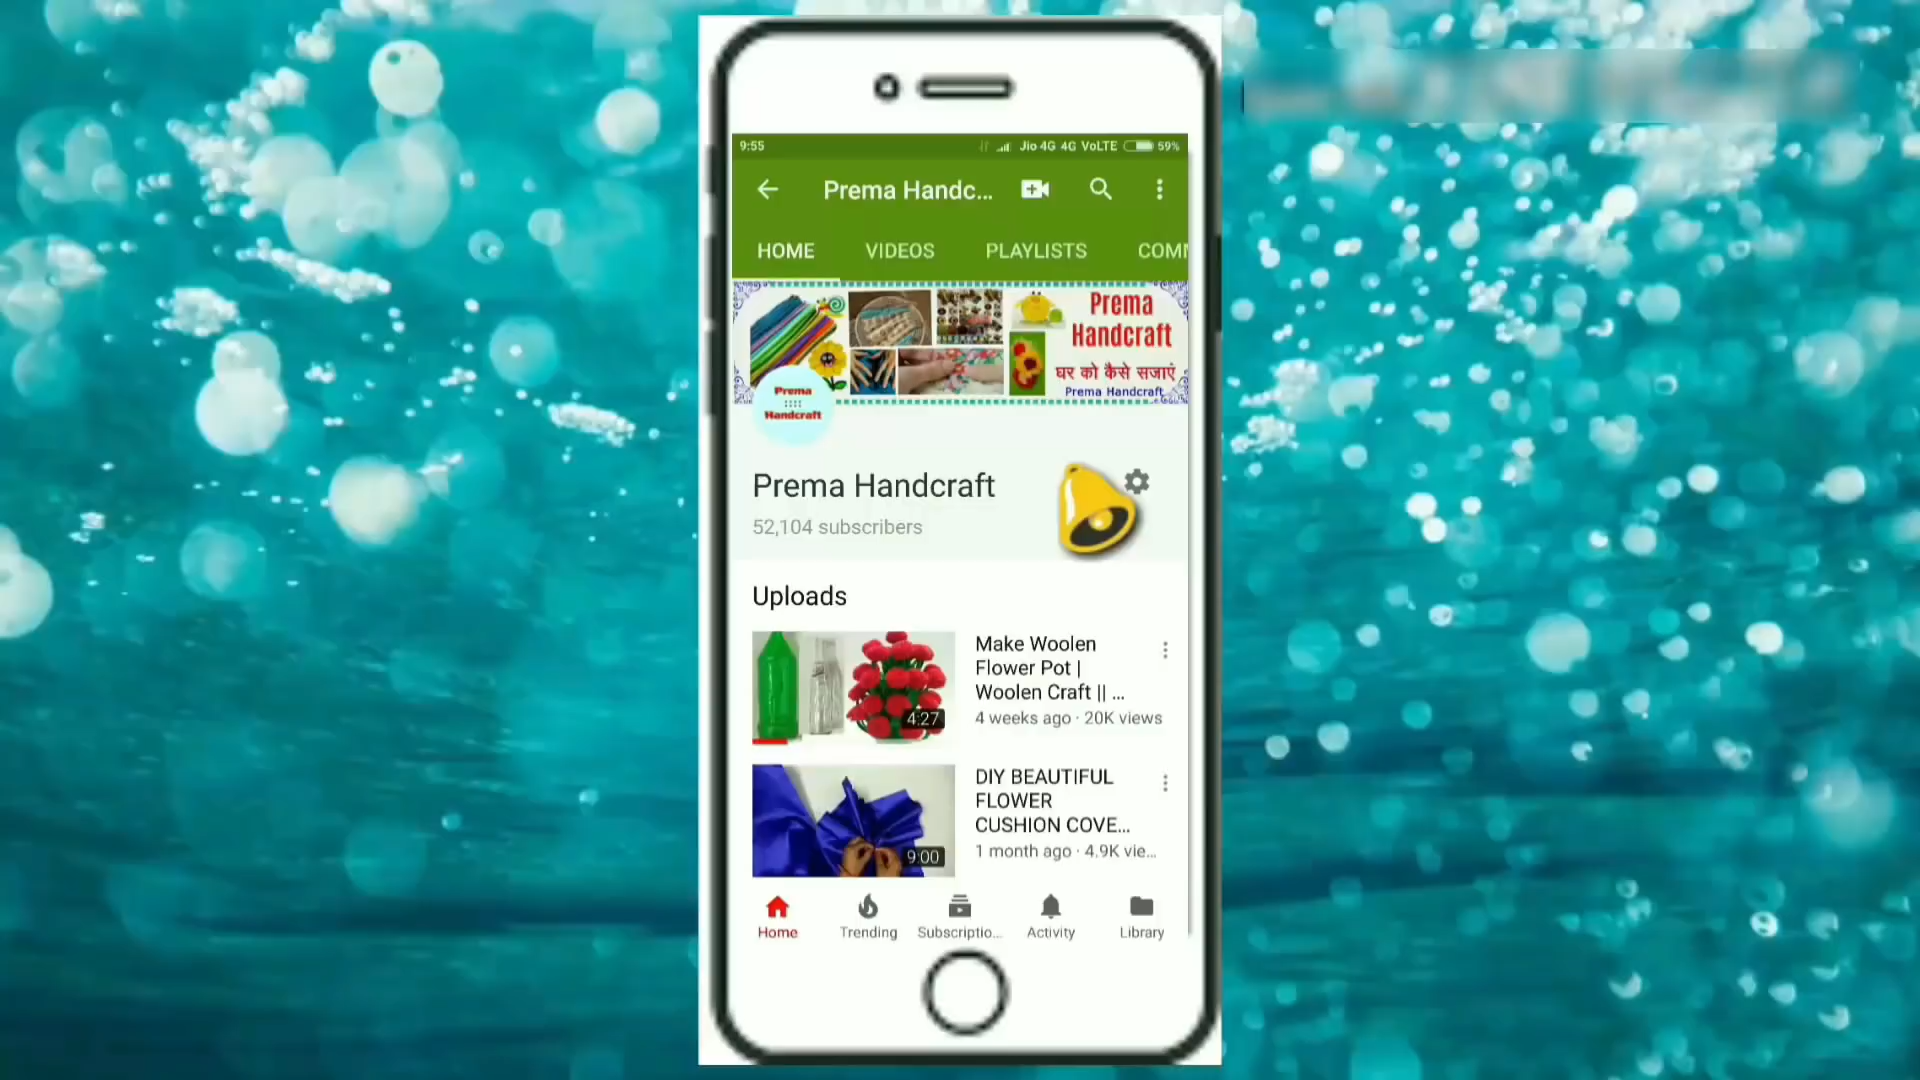 9:55
Jio 4G 4G VoLTE 59%
Prema Handc...
HOME VIDEOS PLAYLISTS COMM
Prema
Handcraft
घर को कैसे सजाएं
Prema Handcraft
Prema
::::
Handcraft
Prema Handcraft
52,104 subscribers
Uploads
Make Woolen
Flower Pot |
Woolen Craft || ...
4 weeks ago · 20K views
4:27
DIY BEAUTIFUL
FLOWER
CUSHION COVE...
1 month ago · 4.9K vie...
9:00
Home Trending Subscriptio... Activity Library